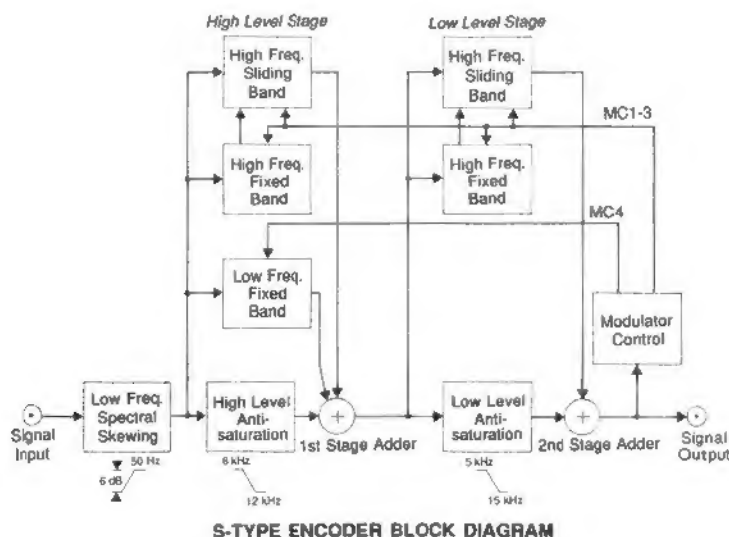 High Level Stage
Low Level Stage
High Freq.
Sliding
Band
High Freq.
Sliding
Band
MC1-3
High Freq.
Fixed
Band
High Freq.
Fixed
Band
MC4
Low Freq.
Fixed
Band
Modulator
Control
Low Freq.
Spectral
Skewing
High Level
Anti-
saturation
+
1st Stage Adder
Low Level
Anti-
saturation
+
2nd Stage Adder
Signal
Input
Signal
Output
6 dB
50 Hz
6 kHz
12 kHz
5 kHz
15 kHz
S-TYPE ENCODER BLOCK DIAGRAM